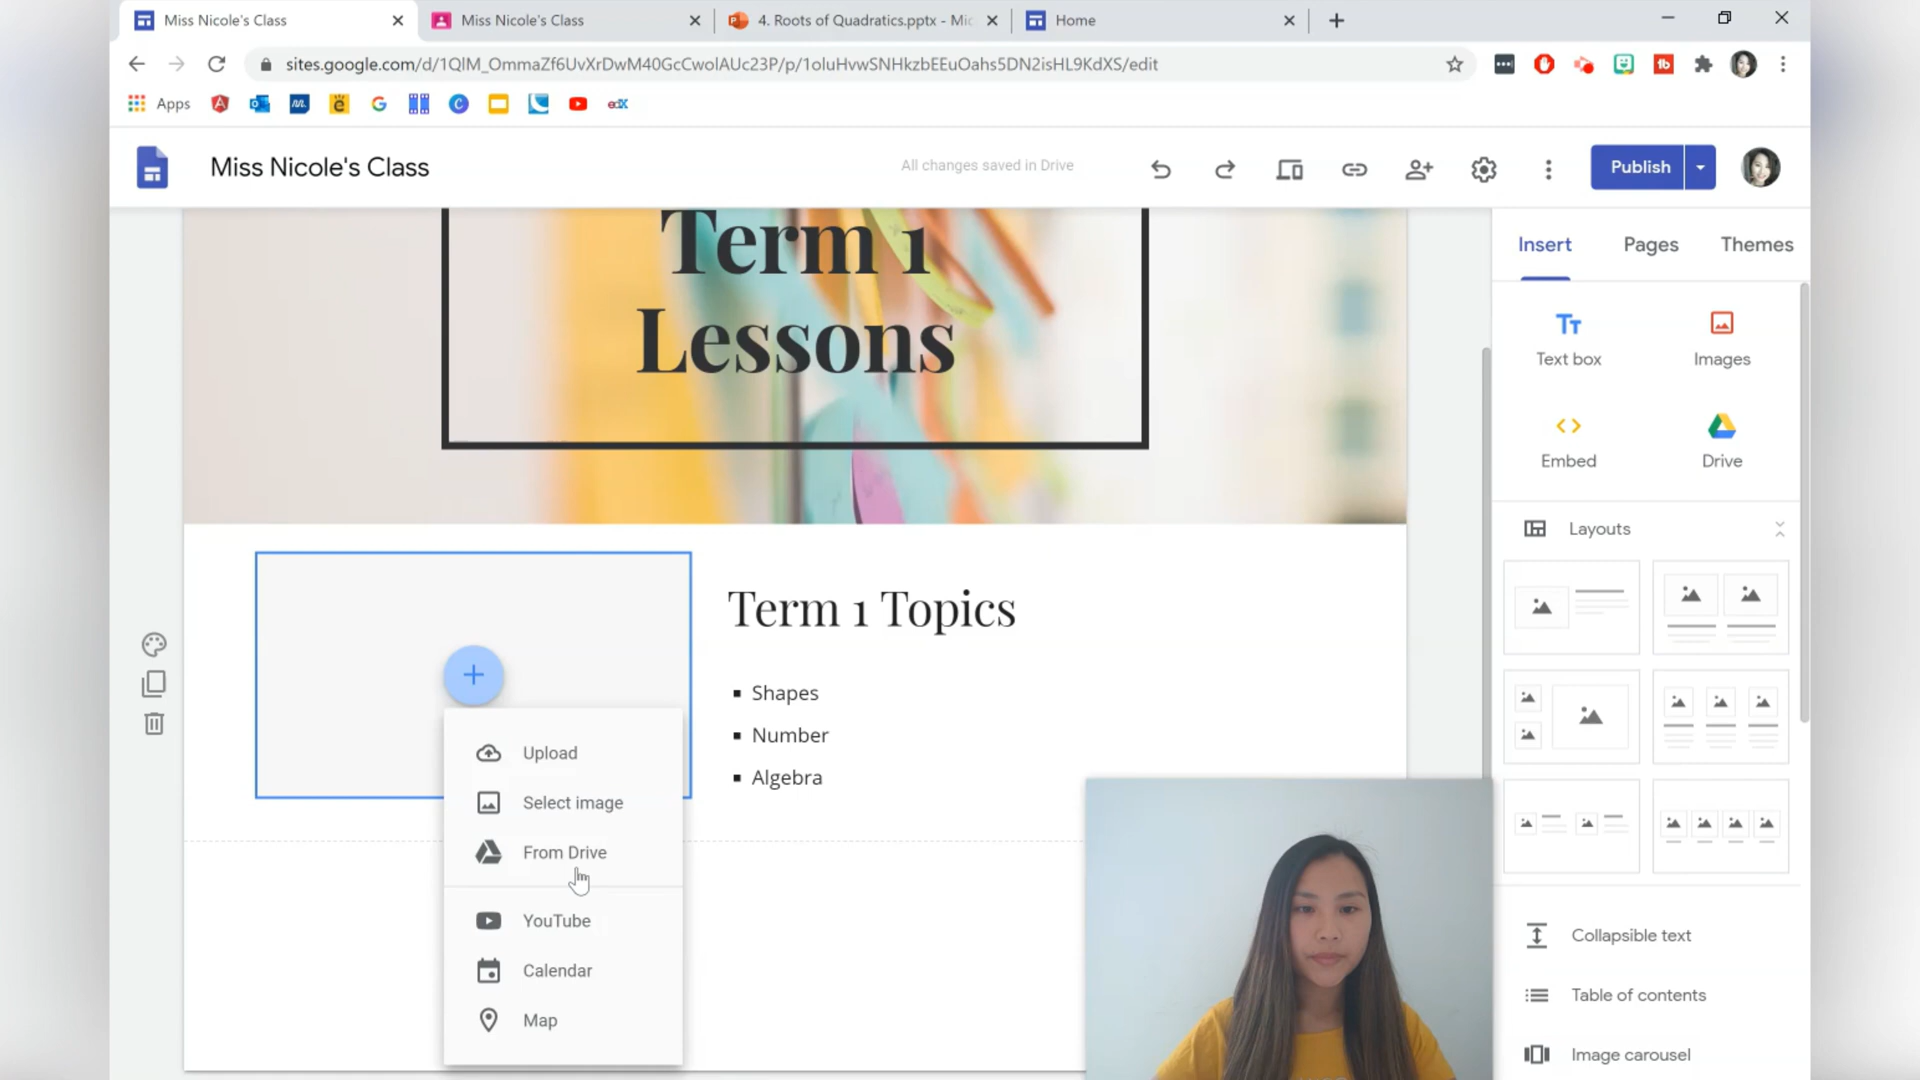 Miss Nicole's Class
Miss Nicole's Class
4. Roots of Quadratics.pptx - Mic
Home
sites.google.com/d/1QlM_OmmaZf6UvXrDwM40GcCwolAUc23P/p/1oluHvwSNHkzbEEuOahs5DN2isHL9KdXS/edit
Apps
edX
Miss Nicole's Class
All changes saved in Drive
Publish
Term 1
Lessons
Insert
Pages
Themes
Text box
Images
Embed
Drive
Layouts
Term 1 Topics
Shapes
Number
Algebra
Upload
Select image
From Drive
YouTube
Calendar
Map
Collapsible text
Table of contents
Image carousel